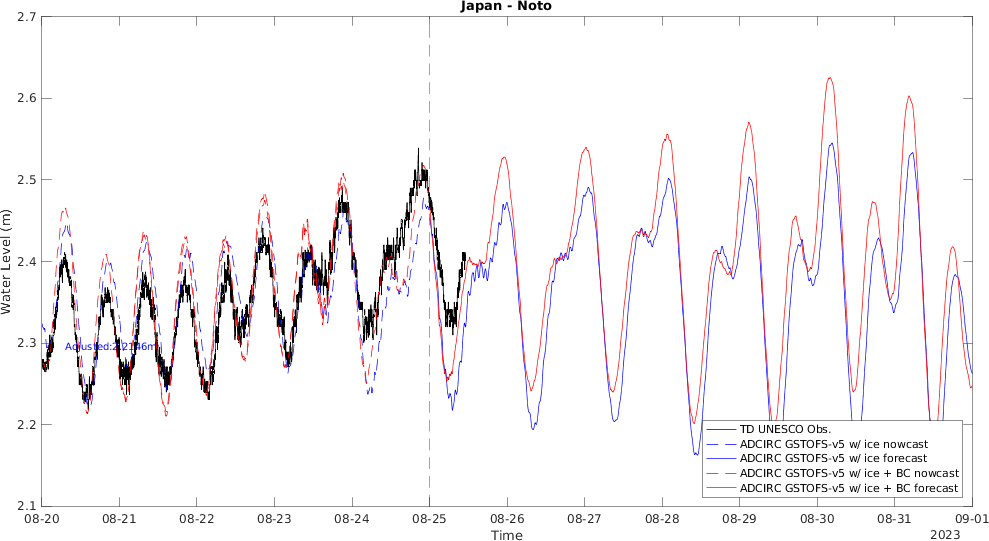 Japan - Noto
2.7
2.6
2.5
2.4
2.3
2.2
2.1
Water Level (m)
TD UNESCO Obs.
ADCIRC GSTOFS-v5 w/ ice nowcast
ADCIRC GSTOFS-v5 w/ ice forecast
ADCIRC GSTOFS-v5 w/ ice + BC nowcast
ADCIRC GSTOFS-v5 w/ ice + BC forecast
08-20 08-21 08-22 08-23 08-24 08-25 08-26 08-27 08-28 08-29 08-30 08-31 09-01
Time
2023